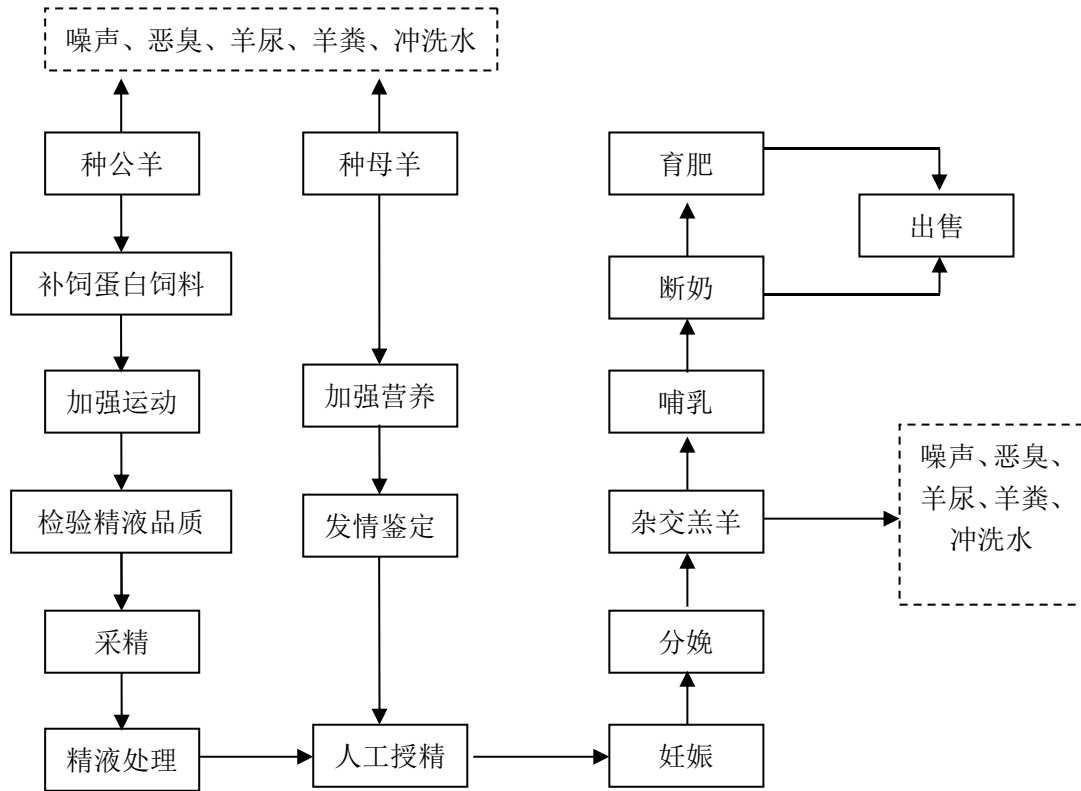 噪声、恶臭、羊尿、羊粪、冲洗水
种公羊
种母羊
育肥
出售
补饲蛋白饲料
断奶
加强运动
加强营养
哺乳
噪声、恶臭、
羊尿、羊粪、
冲洗水
检验精液品质
发情鉴定
杂交羔羊
采精
分娩
精液处理
人工授精
妊娠